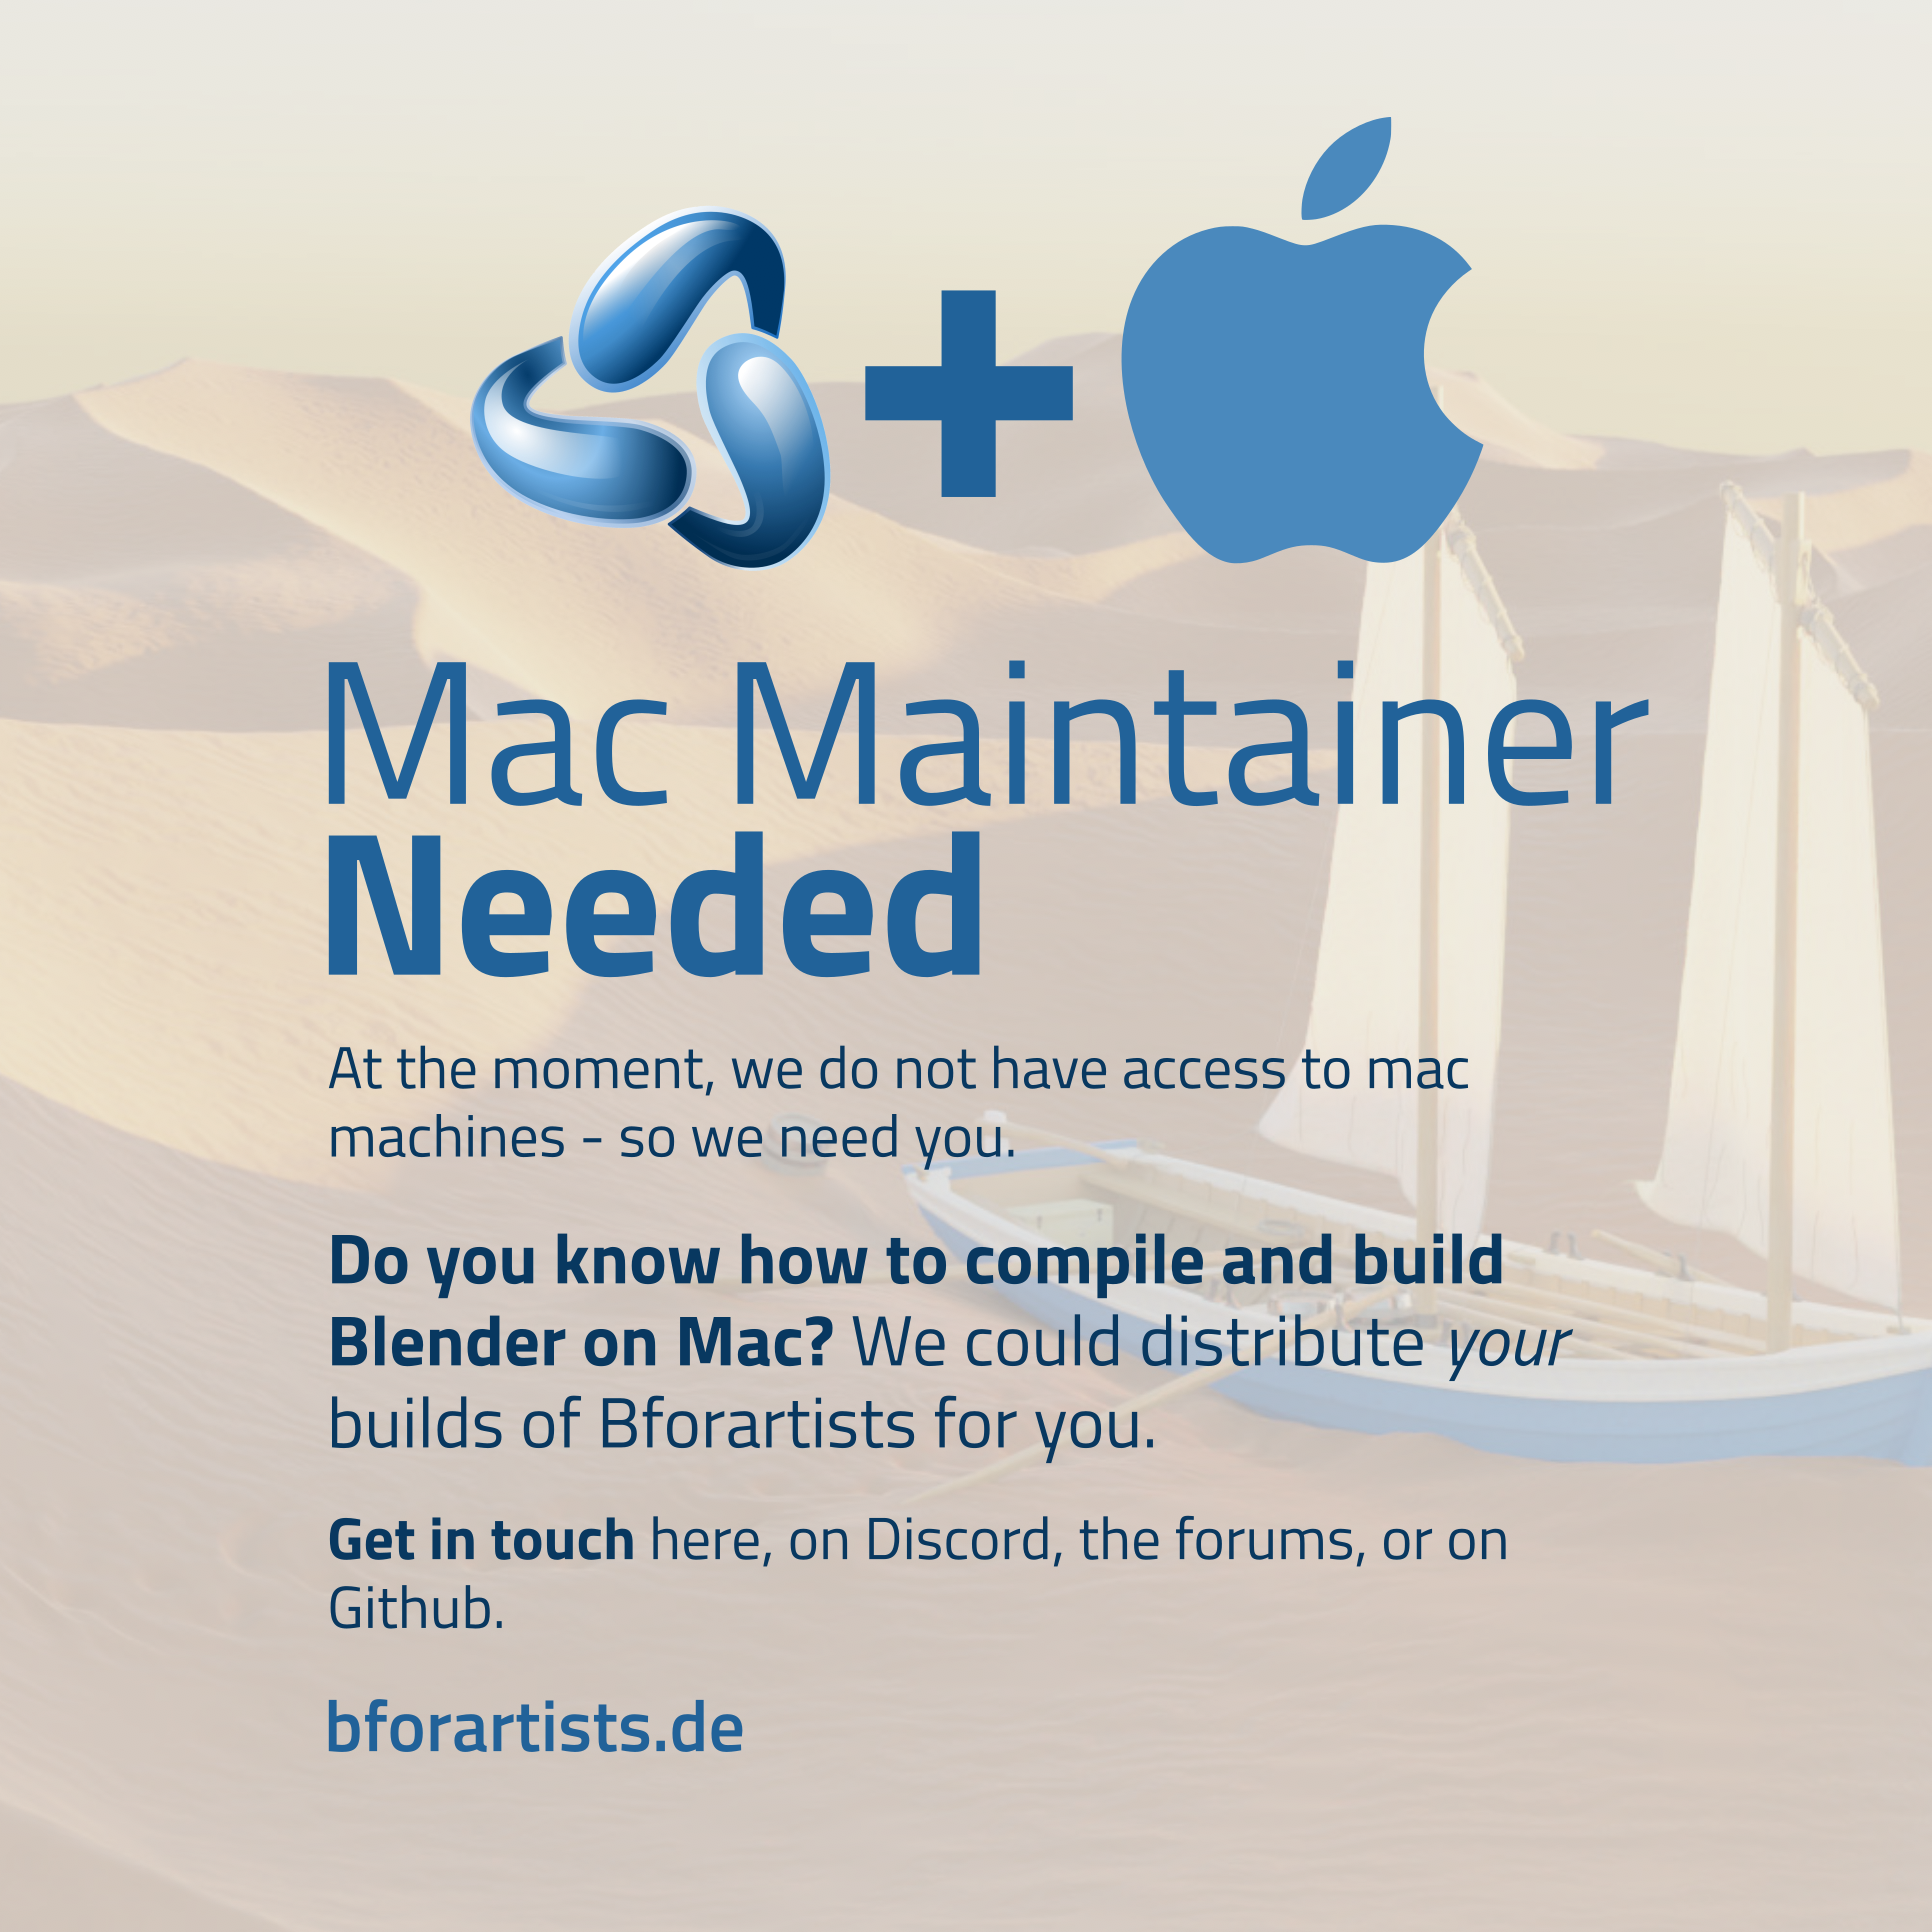 Mac Maintainer
Needed
At the moment, we do not have access to mac
machines - so we need you.
Do you know how to compile and build
Blender on Mac? We could distribute your
builds of Bforartists for you.
Get in touch here, on Discord, the forums, or on
Github.
bforartists.de